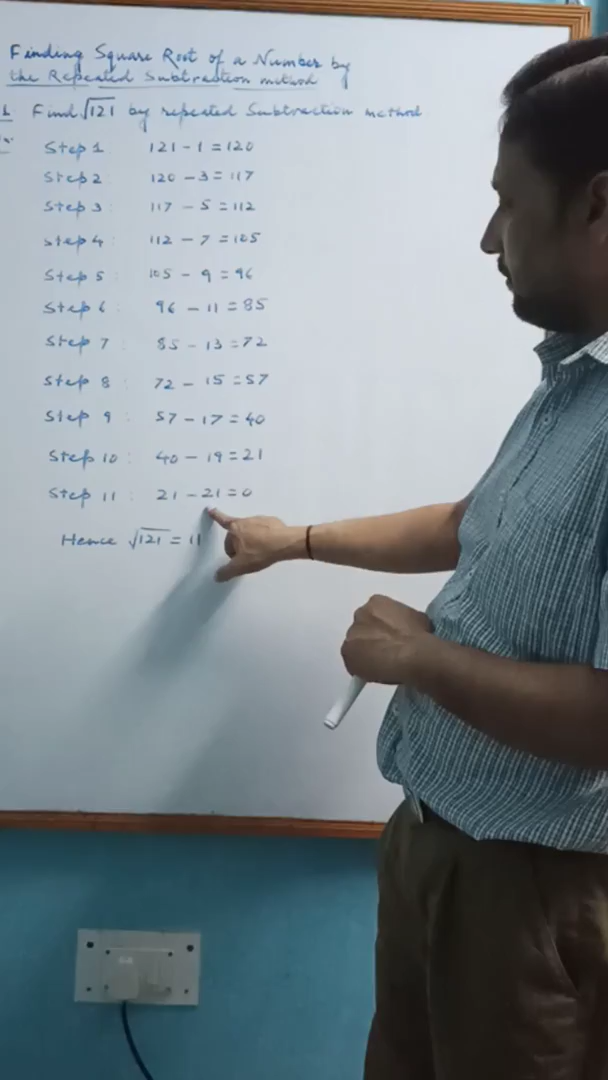 Finding Square Root of a Number by
the Repeated Subtraction method
1. Find √121 by repeated Subtraction method
Step 1 121 - 1 = 120
Step 2 : 120 - 3 = 117
Step 3 : 117 - 5 = 112
Step 4 : 112 - 7 = 105
Step 5 : 105 - 9 = 96
Step 6 : 96 - 11 = 85
Step 7 : 85 - 13 = 72
Step 8 : 72 - 15 = 57
Step 9 : 57 - 17 = 40
Step 10 : 40 - 19 = 21
Step 11 : 21 - 21 = 0
Hence √121 = 11